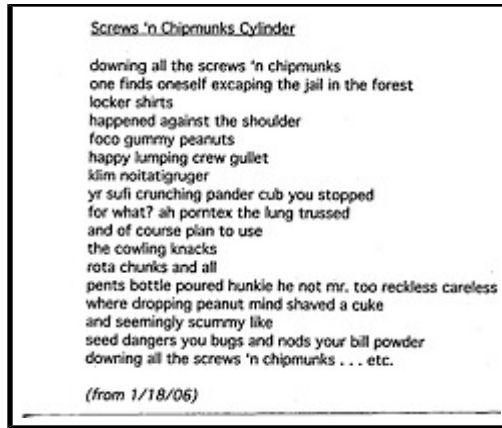 Screws 'n Chipmunks Cylinder
downing all the screws 'n chipmunks
one finds oneself excaping the jail in the forest
locker shirts
happened against the shoulder
foco gummy peanuts
happy lumping crew gullet
klim noitatigruger
yr sufi crunching pander cub you stopped
for what? ah porntex the lung trussed
and of course plan to use
the cowling knacks
rota chunks and all
pents bottle poured hunkie he not mr. too reckless careless
where dropping peanut mind shaved a cuke
and seemingly scummy like
seed dangers you bugs and nods your bill powder
downing all the screws 'n chipmunks . . . etc.
(from 1/18/06)